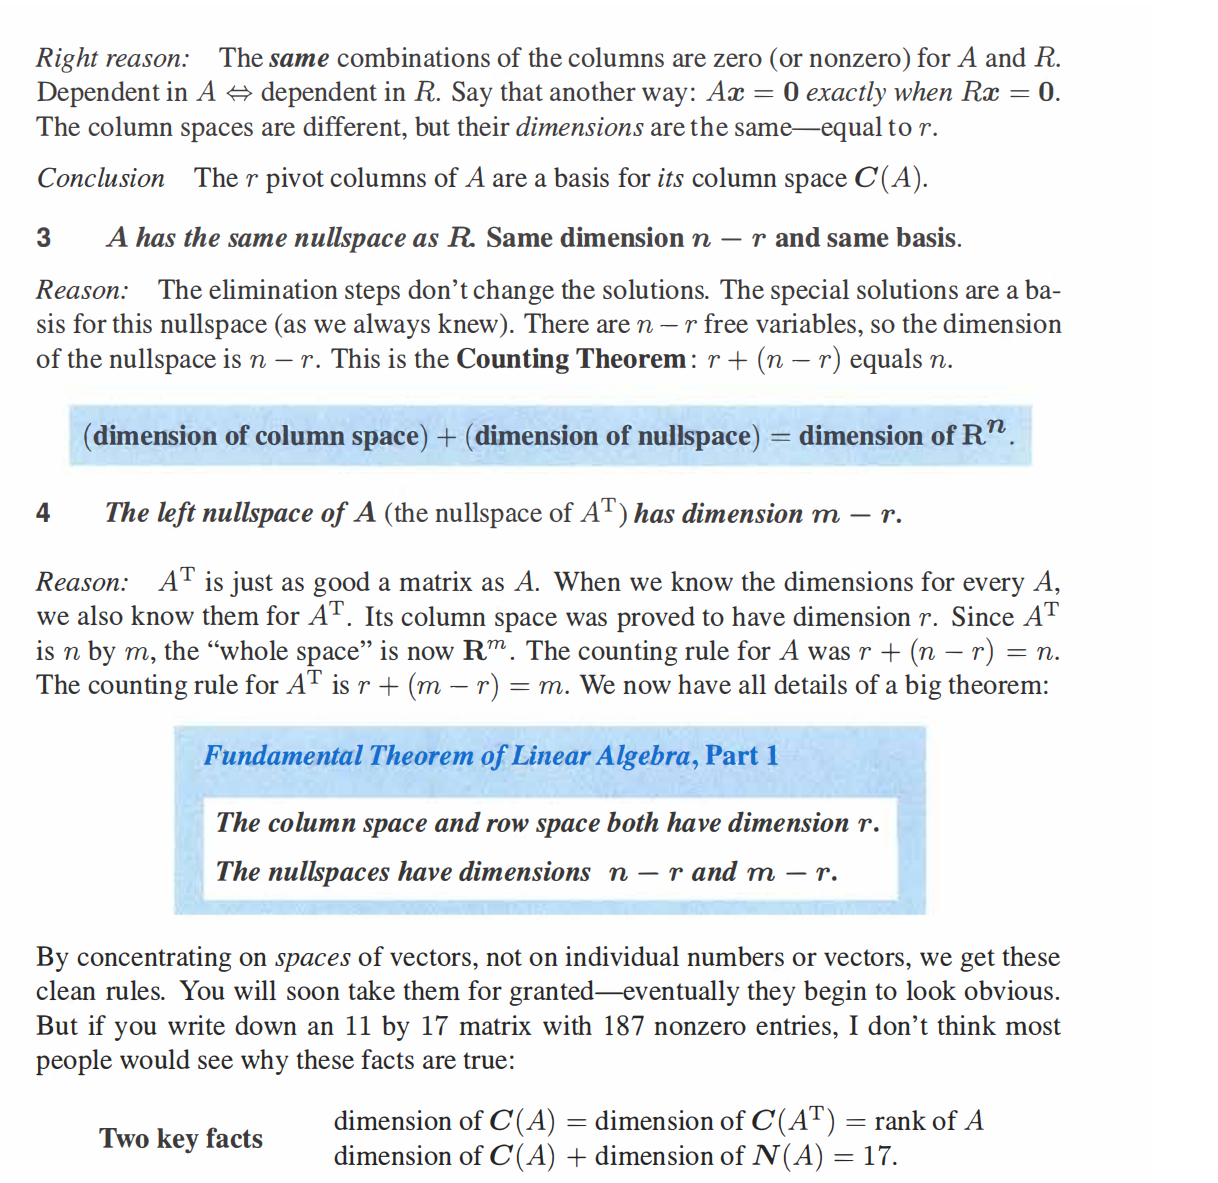 Right reason: The same combinations of the columns are zero (or nonzero) for A and R.
Dependent in A ⇔ dependent in R. Say that another way: Ax = 0 exactly when Rx = 0.
The column spaces are different, but their dimensions are the same—equal to r.
Conclusion The r pivot columns of A are a basis for its column space C(A).
3 A has the same nullspace as R. Same dimension n − r and same basis.
Reason: The elimination steps don't change the solutions. The special solutions are a ba-
sis for this nullspace (as we always knew). There are n − r free variables, so the dimension
of the nullspace is n − r. This is the Counting Theorem: r + (n − r) equals n.
(dimension of column space) + (dimension of nullspace) = dimension of Rⁿ.
4 The left nullspace of A (the nullspace of Aᵀ) has dimension m − r.
Reason: Aᵀ is just as good a matrix as A. When we know the dimensions for every A,
we also know them for Aᵀ. Its column space was proved to have dimension r. Since Aᵀ
is n by m, the “whole space” is now Rᵐ. The counting rule for A was r + (n − r) = n.
The counting rule for Aᵀ is r + (m − r) = m. We now have all details of a big theorem:
Fundamental Theorem of Linear Algebra, Part 1
The column space and row space both have dimension r.
The nullspaces have dimensions n − r and m − r.
By concentrating on spaces of vectors, not on individual numbers or vectors, we get these
clean rules. You will soon take them for granted—eventually they begin to look obvious.
But if you write down an 11 by 17 matrix with 187 nonzero entries, I don't think most
people would see why these facts are true:
Two key facts
dimension of C(A) = dimension of C(Aᵀ) = rank of A
dimension of C(A) + dimension of N(A) = 17.